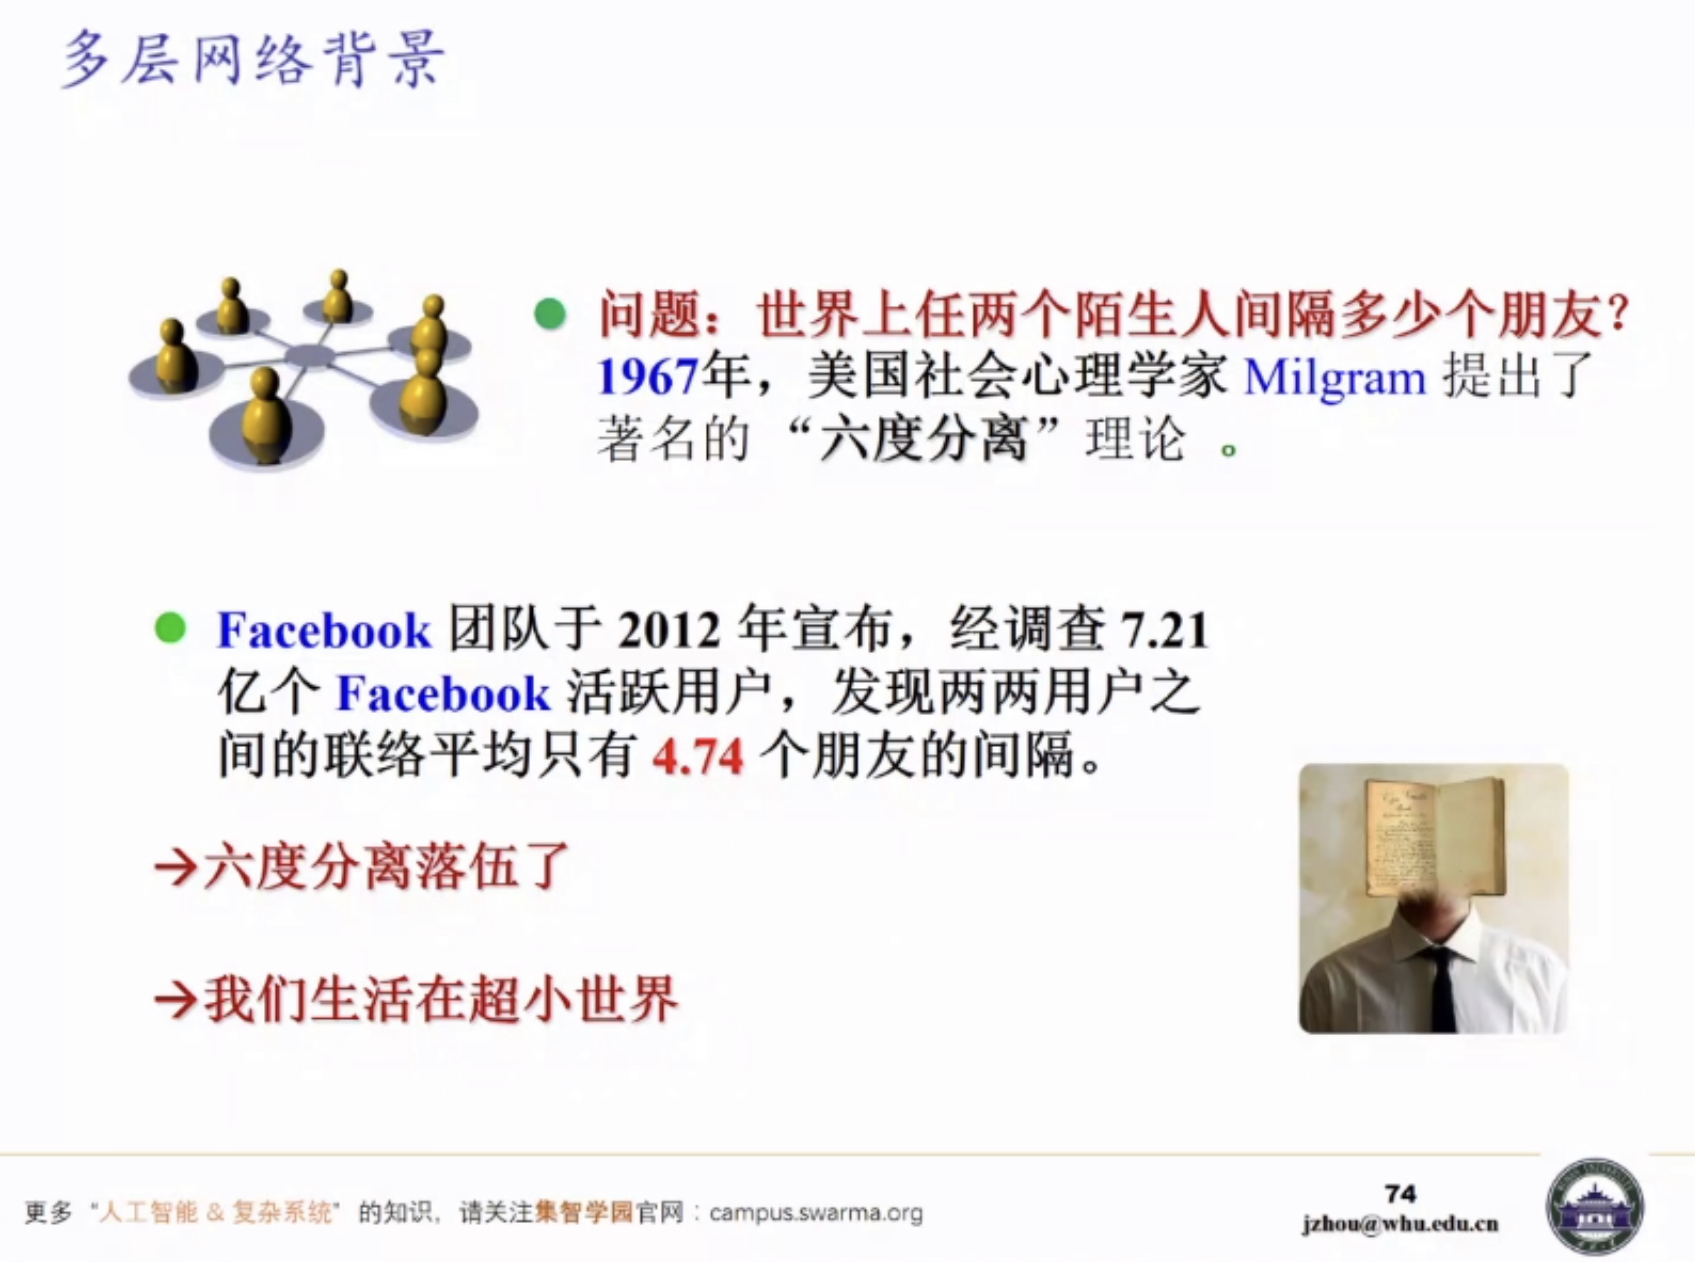 多层网络背景
问题：世界上任两个陌生人间隔多少个朋友？
1967年，美国社会心理学家 Milgram 提出了
著名的 “六度分离” 理论 。
Facebook 团队于 2012 年宣布，经调查 7.21
亿个 Facebook 活跃用户，发现两两用户之
间的联络平均只有 4.74 个朋友的间隔。
→六度分离落伍了
→我们生活在超小世界
更多 “人工智能 & 复杂系统” 的知识，请关注集智学园官网：campus.swarma.org
74
jzhou@whu.edu.cn